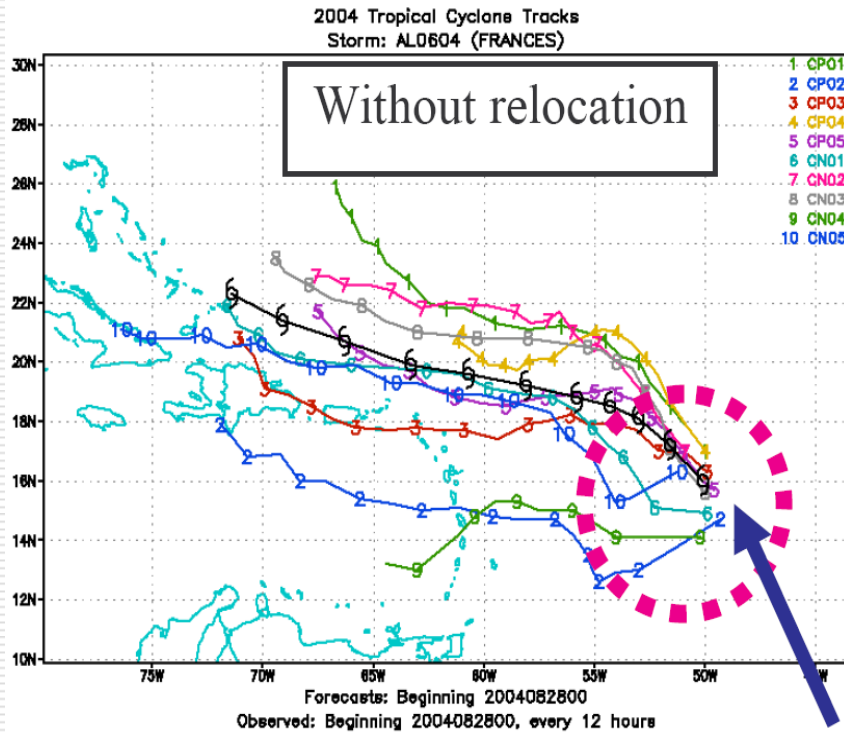 2004 Tropical Cyclone Tracks
Storm: AL0604 (FRANCES)
Without relocation
1 CP01
2 CP02
3 CP03
4 CP04
5 CP05
6 CN01
7 CN02
8 CN03
9 CN04
10 CN05
30N
28N
26N
24N
22N
20N
18N
16N
14N
12N
10N
75W 70W 65W 60W 55W 50W
Forecasts: Beginning 2004082800
Observed: Beginning 2004082800, every 12 hours